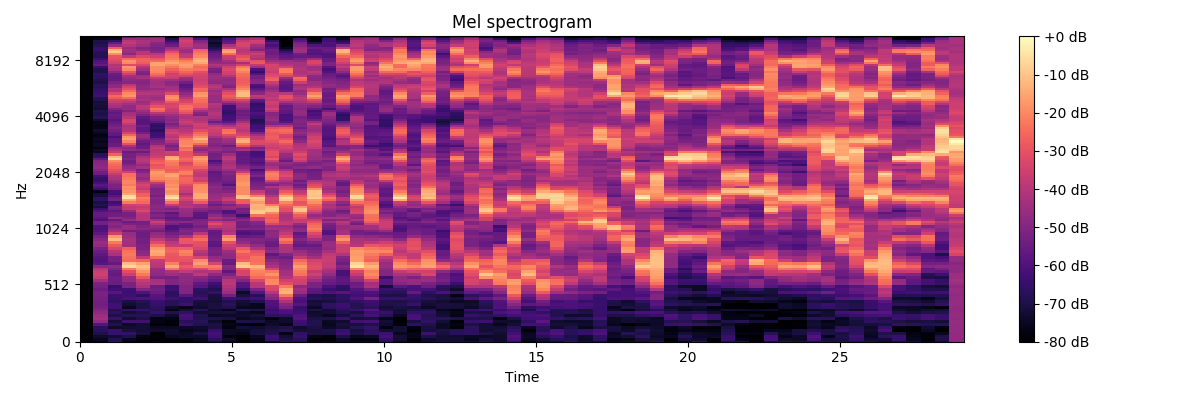 Mel spectrogram
Hz
8192
4096
2048
1024
512
0
0 5 10 15 20 25
Time
+0 dB
-10 dB
-20 dB
-30 dB
-40 dB
-50 dB
-60 dB
-70 dB
-80 dB